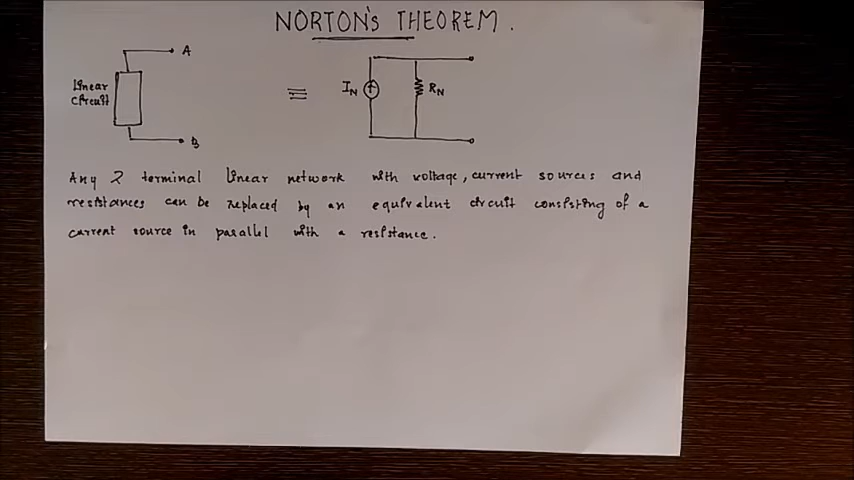 NORTON'S THEOREM.
A
Linear
circuit
B
≡
IN
RN
Any 2 terminal linear network with voltage, current sources and
resistances can be replaced by an equivalent circuit consisting of a
current source in parallel with a resistance.